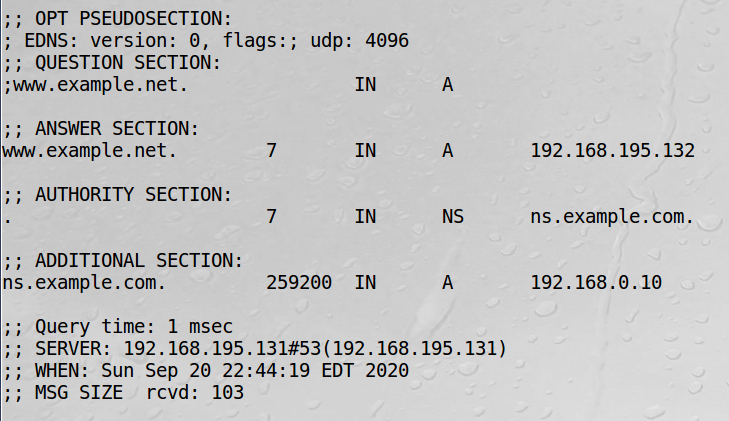 ;; OPT PSEUDOSECTION:
; EDNS: version: 0, flags:; udp: 4096
;; QUESTION SECTION:
;www.example.net. IN A
;; ANSWER SECTION:
www.example.net. 7 IN A 192.168.195.132
;; AUTHORITY SECTION:
. 7 IN NS ns.example.com.
;; ADDITIONAL SECTION:
ns.example.com. 259200 IN A 192.168.0.10
;; Query time: 1 msec
;; SERVER: 192.168.195.131#53(192.168.195.131)
;; WHEN: Sun Sep 20 22:44:19 EDT 2020
;; MSG SIZE rcvd: 103